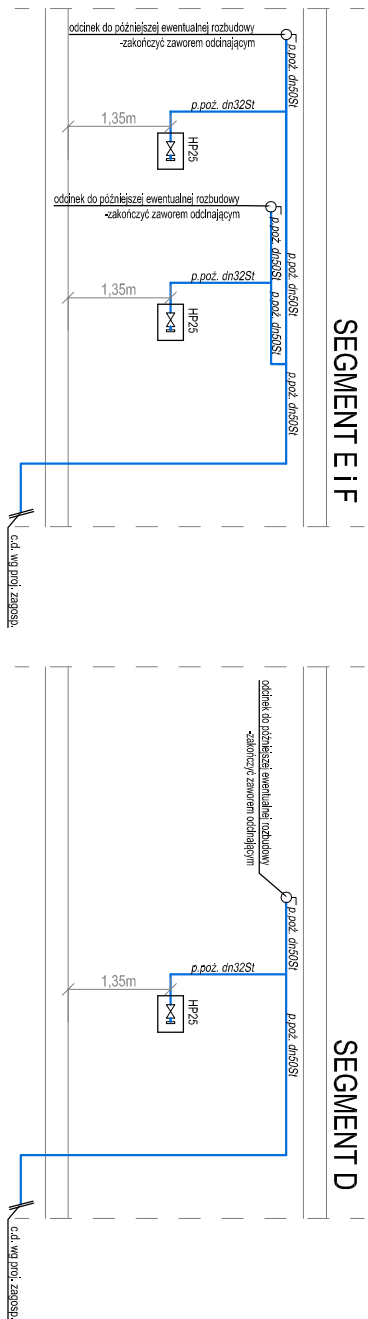 SEGMENT E i F
odcinek do późniejszej ewentualnej rozbudowy
-zakończyć zaworem odcinającym
p.poż. dn50St
p.poż. dn32St
1,35m
HP25
p.poż. dn50St
odcinek do późniejszej ewentualnej rozbudowy
-zakończyć zaworem odcinającym
p.poż. dn50St
p.poż. dn50St
p.poż. dn32St
1,35m
HP25
p.poż. dn50St
c.d. wg proj. zagosp.
SEGMENT D
odcinek do późniejszej ewentualnej rozbudowy
-zakończyć zaworem odcinającym
p.poż. dn50St
p.poż. dn32St
1,35m
HP25
p.poż. dn50St
c.d. wg proj. zagosp.